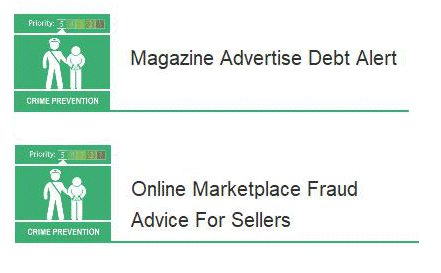 Priority: 5
Magazine Advertise Debt Alert
CRIME PREVENTION
Priority: 5
Online Marketplace Fraud
Advice For Sellers
CRIME PREVENTION